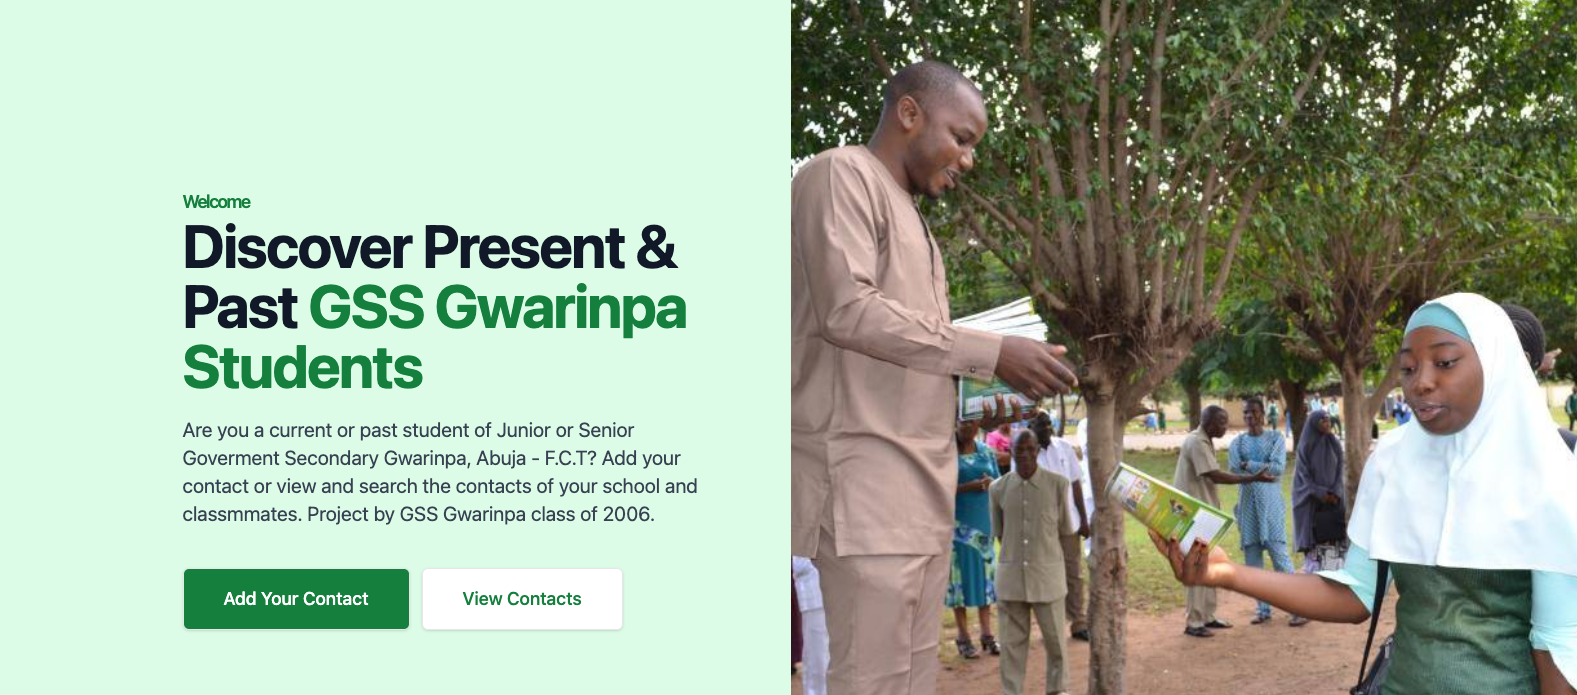 Welcome
Discover Present &
Past GSS Gwarinpa
Students
Are you a current or past student of Junior or Senior
Goverment Secondary Gwarinpa, Abuja - F.C.T? Add your
contact or view and search the contacts of your school and
classmmates. Project by GSS Gwarinpa class of 2006.
Add Your Contact
View Contacts